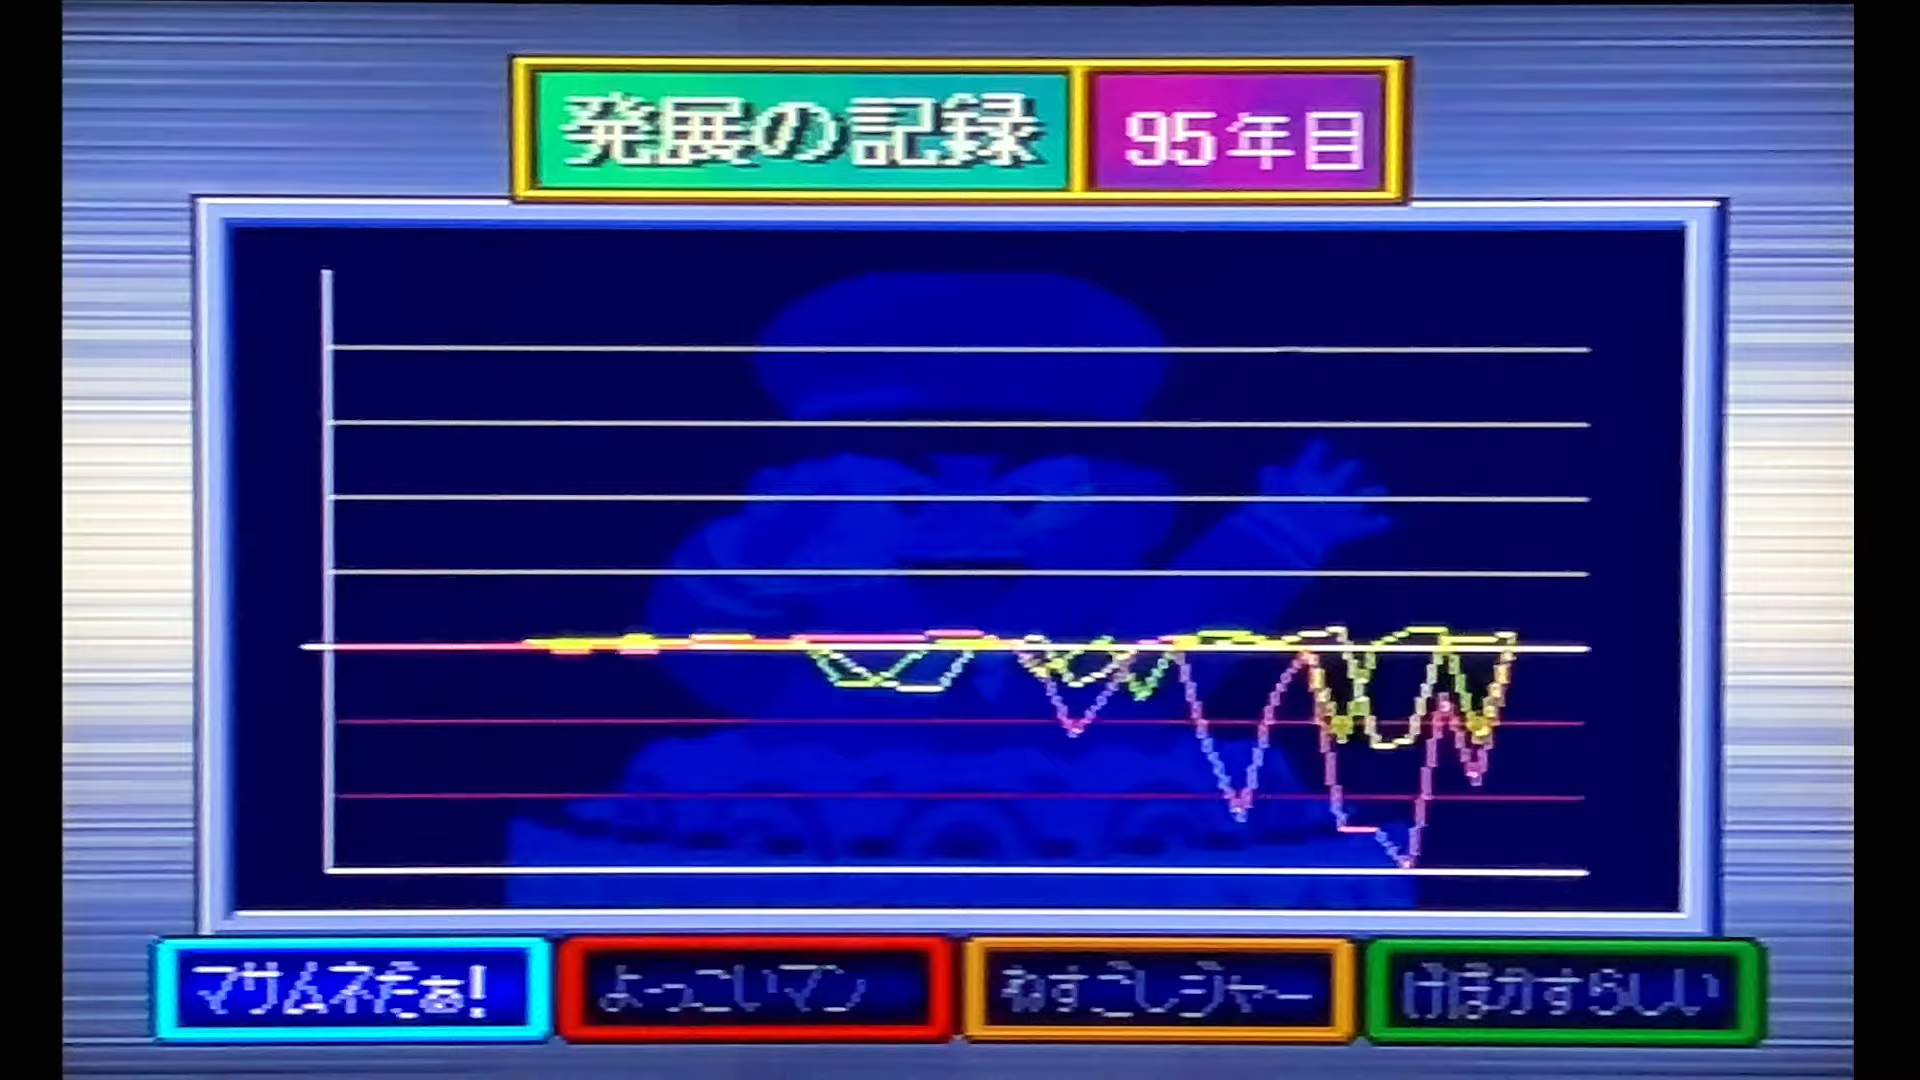 発展の記録
95年目
マサムネだぁ!
よっこいマン
ねすごしジャー
けぽかすらしい